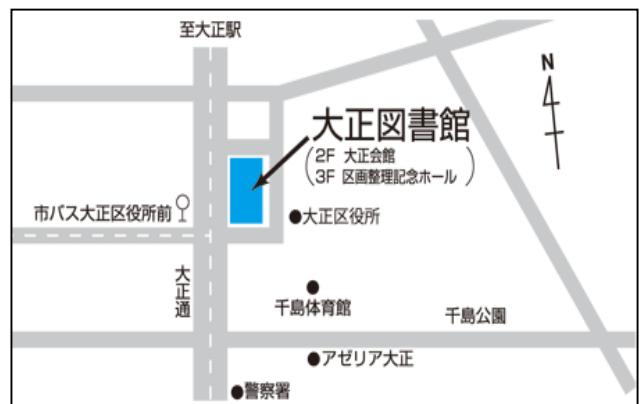 至大正駅
N
大正図書館
(2F 大正会館
3F 区画整理記念ホール)
市バス大正区役所前
●大正区役所
大正通
千島体育館
千島公園
●アゼリア大正
●警察署